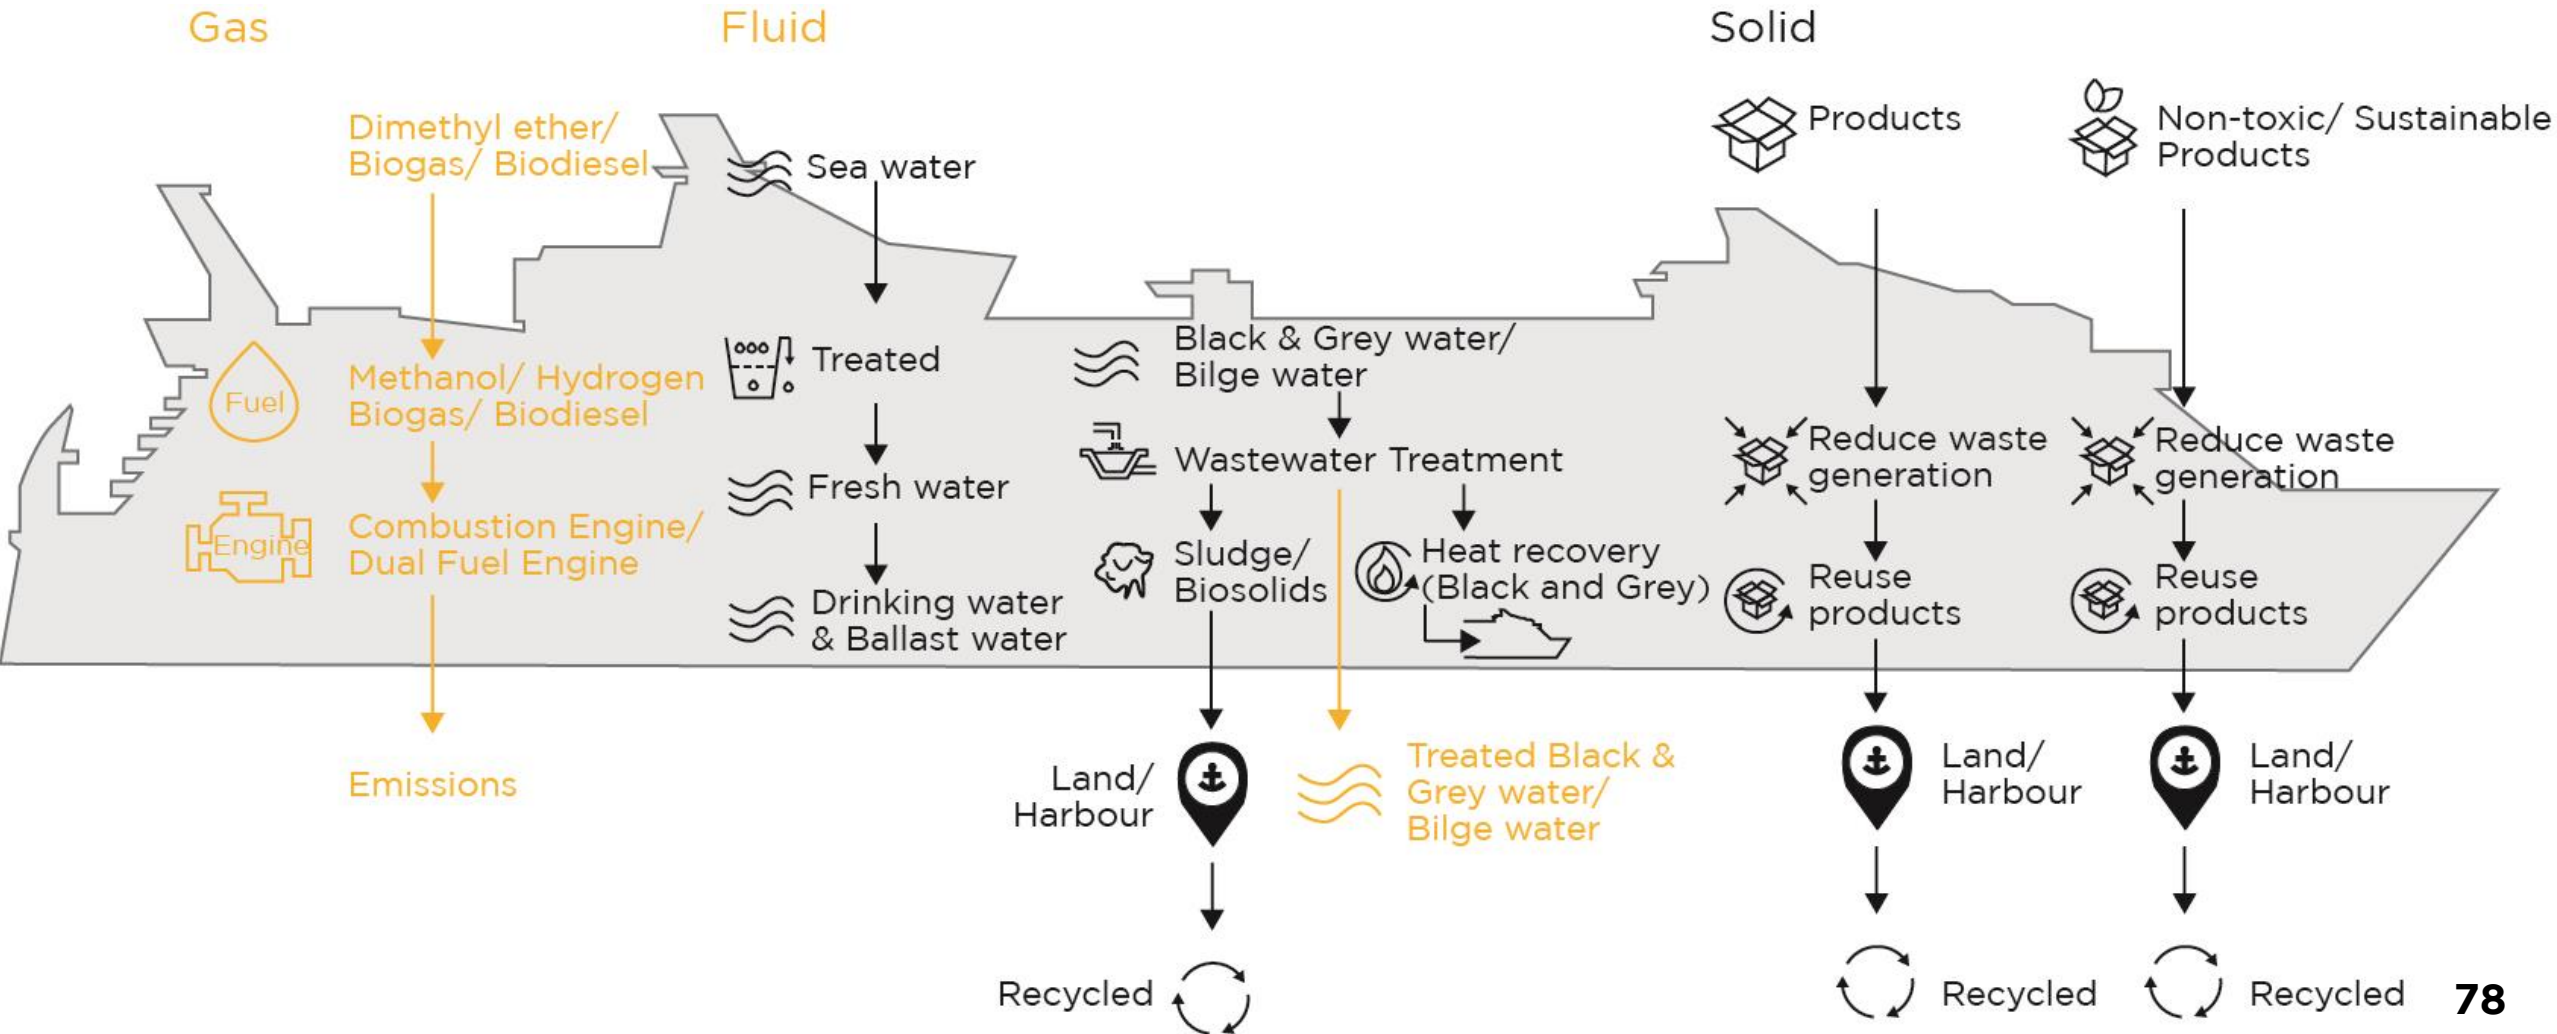 Gas
Fluid
Solid
Dimethyl ether/
Biogas/ Biodiesel
Fuel
Methanol/ Hydrogen
Biogas/ Biodiesel
Engine
Combustion Engine/
Dual Fuel Engine
Emissions
Sea water
Treated
Fresh water
Drinking water
& Ballast water
Black & Grey water/
Bilge water
Wastewater Treatment
Sludge/
Biosolids
Heat recovery
(Black and Grey)
Land/
Harbour
Recycled
Treated Black &
Grey water/
Bilge water
Products
Reduce waste
generation
Reuse
products
Land/
Harbour
Recycled
Non-toxic/ Sustainable
Products
Reduce waste
generation
Reuse
products
Land/
Harbour
Recycled
78